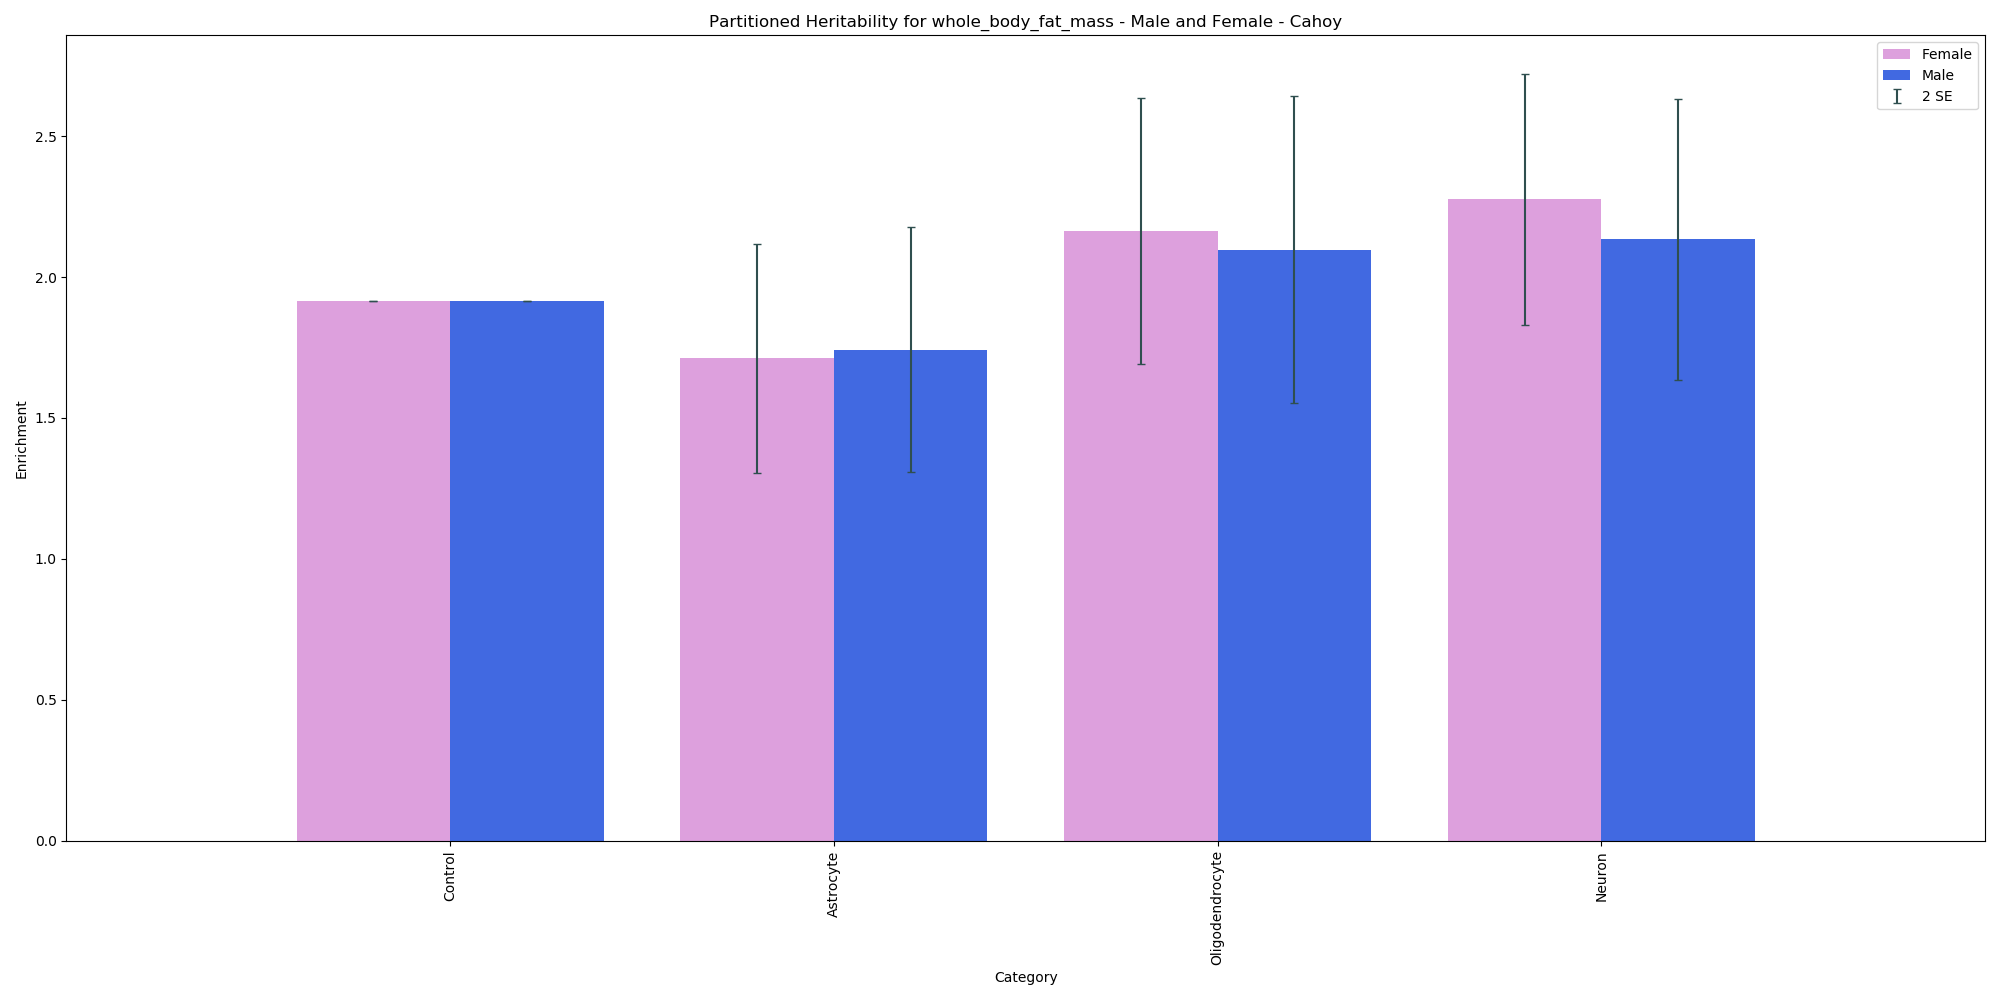 Partitioned Heritability for whole_body_fat_mass - Male and Female - Cahoy
Female
Male
2 SE
2.5
2.0
1.5
1.0
0.5
0.0
Enrichment
Control
Astrocyte
Oligodendrocyte
Neuron
Category